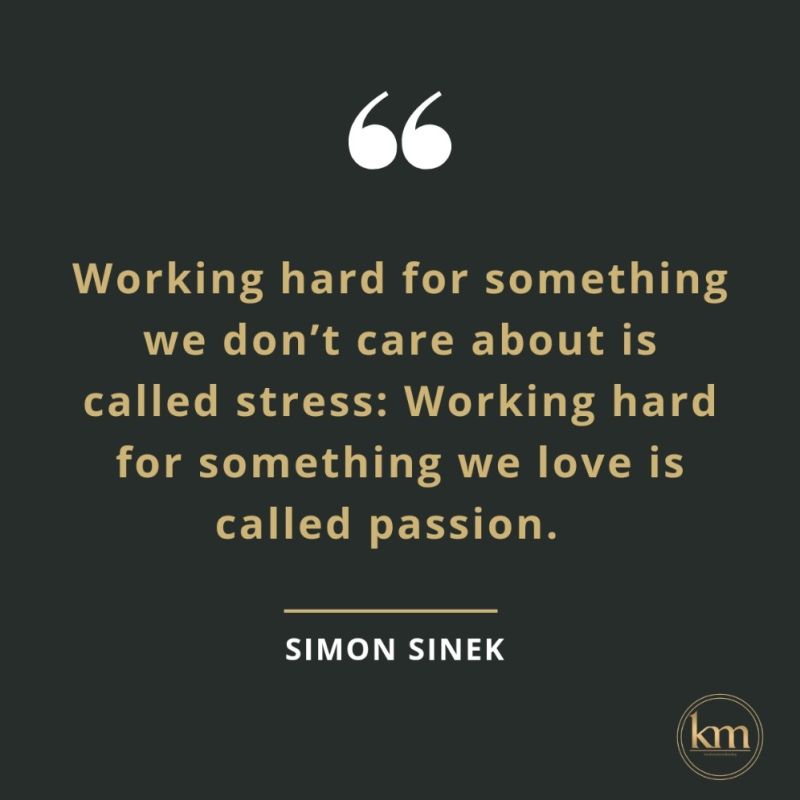 Working hard for something
we don’t care about is
called stress: Working hard
for something we love is
called passion.
SIMON SINEK
km